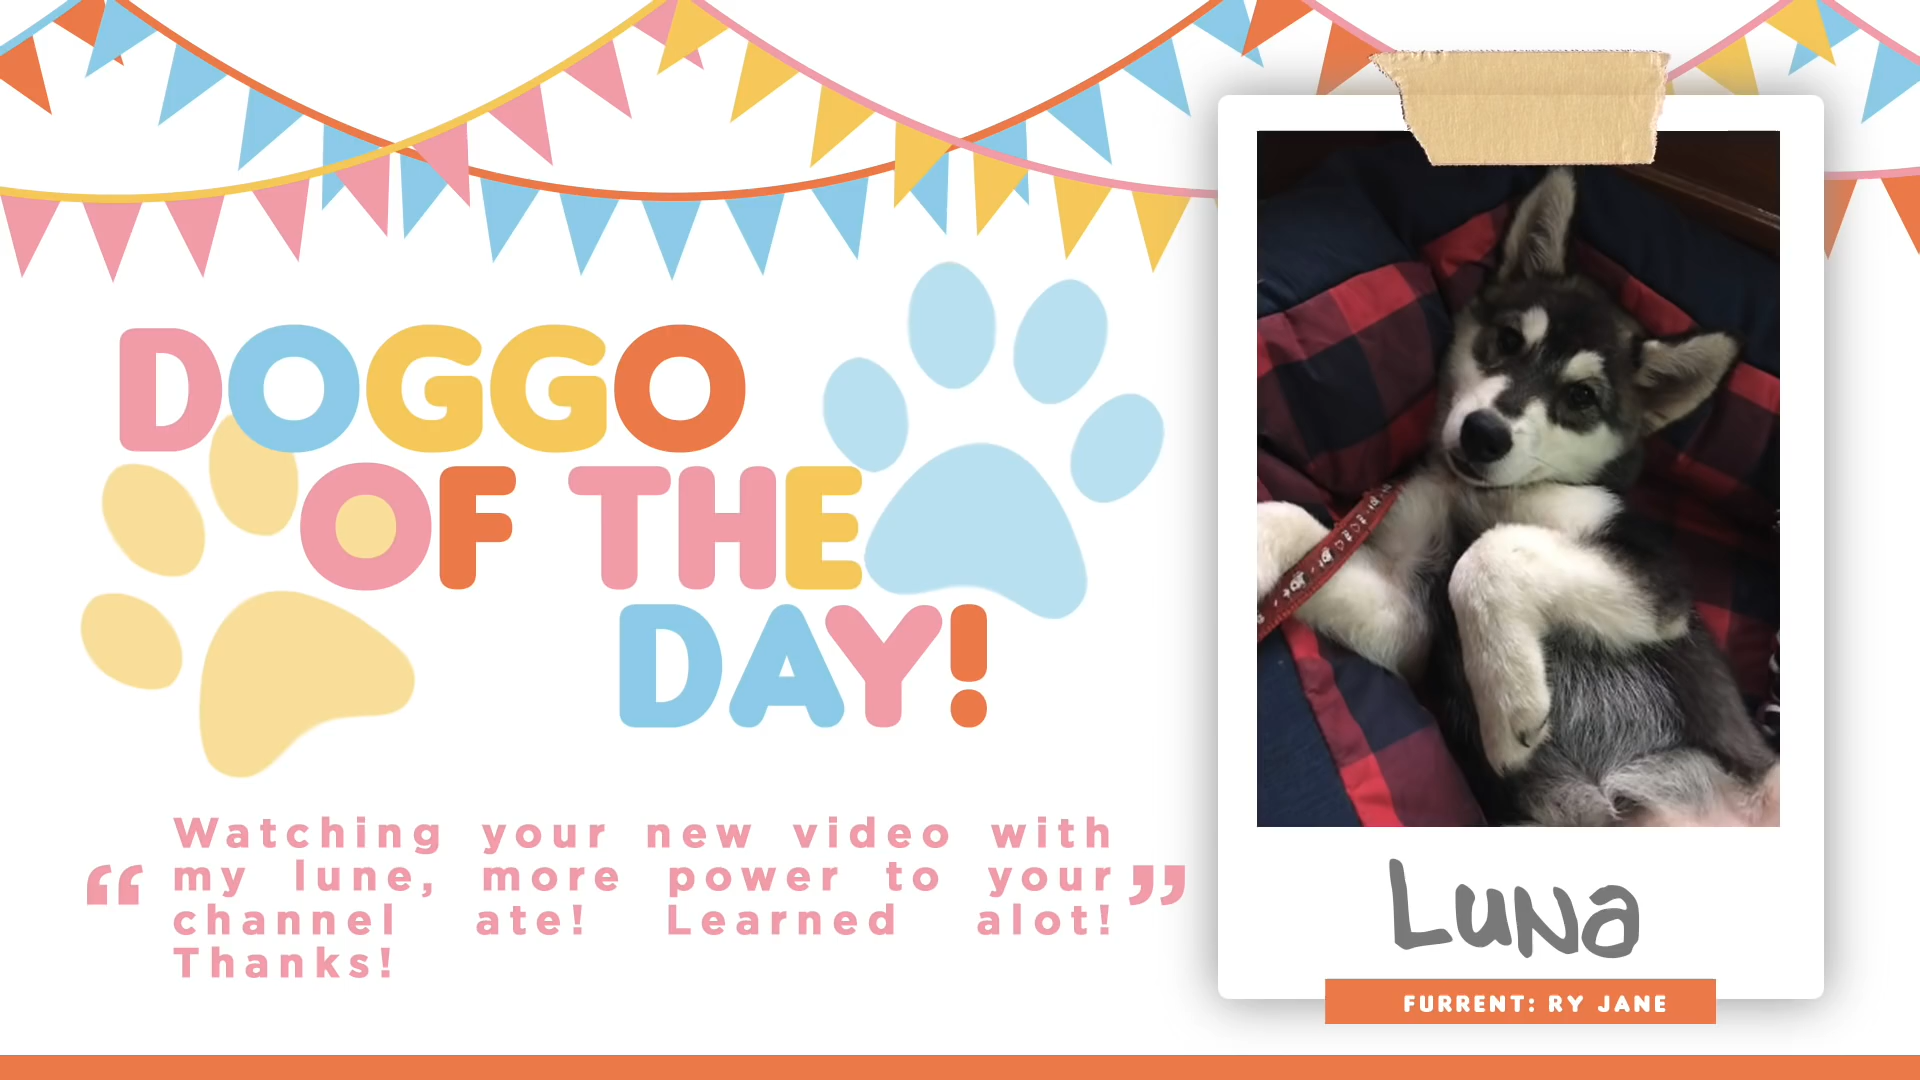 DOGGO
OF THE
DAY!
“ Watching your new video with
my lune, more power to your
channel ate! Learned alot!
Thanks! ”
Luna
FURRENT: RY JANE